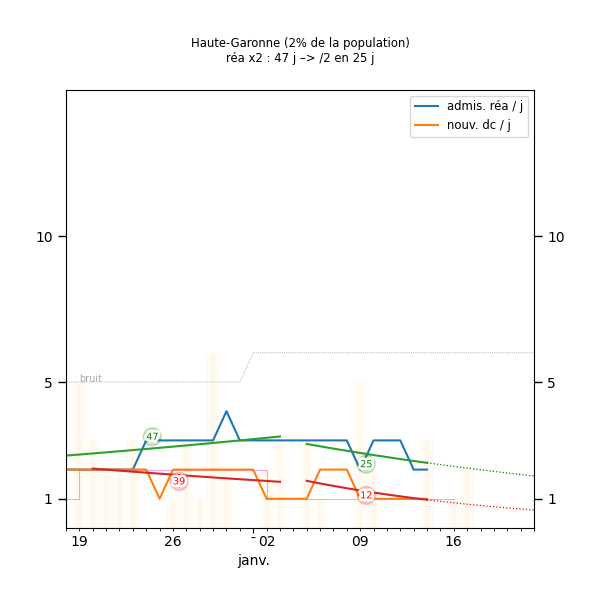 Haute-Garonne (2% de la population)
réa x2 : 47 j –> /2 en 25 j
admis. réa / j
nouv. dc / j
10 10
bruit
5 5
47
25
39
12
1 1
19 26 02 09 16
janv.